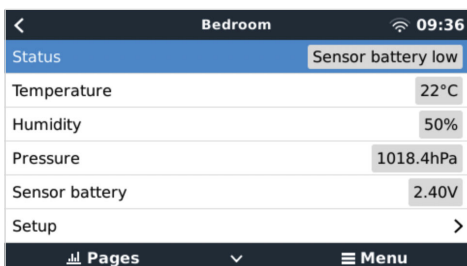 Bedroom 09:36
Status Sensor battery low
Temperature 22°C
Humidity 50%
Pressure 1018.4hPa
Sensor battery 2.40V
Setup
Pages Menu